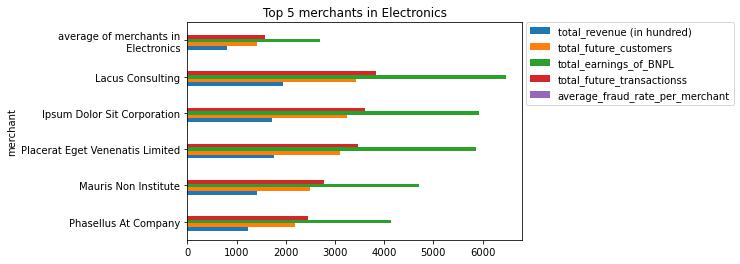 Top 5 merchants in Electronics
average of merchants in
Electronics
Lacus Consulting
Ipsum Dolor Sit Corporation
Placerat Eget Venenatis Limited
Mauris Non Institute
Phasellus At Company
merchant
0 1000 2000 3000 4000 5000 6000
total_revenue (in hundred)
total_future_customers
total_earnings_of_BNPL
total_future_transactionss
average_fraud_rate_per_merchant